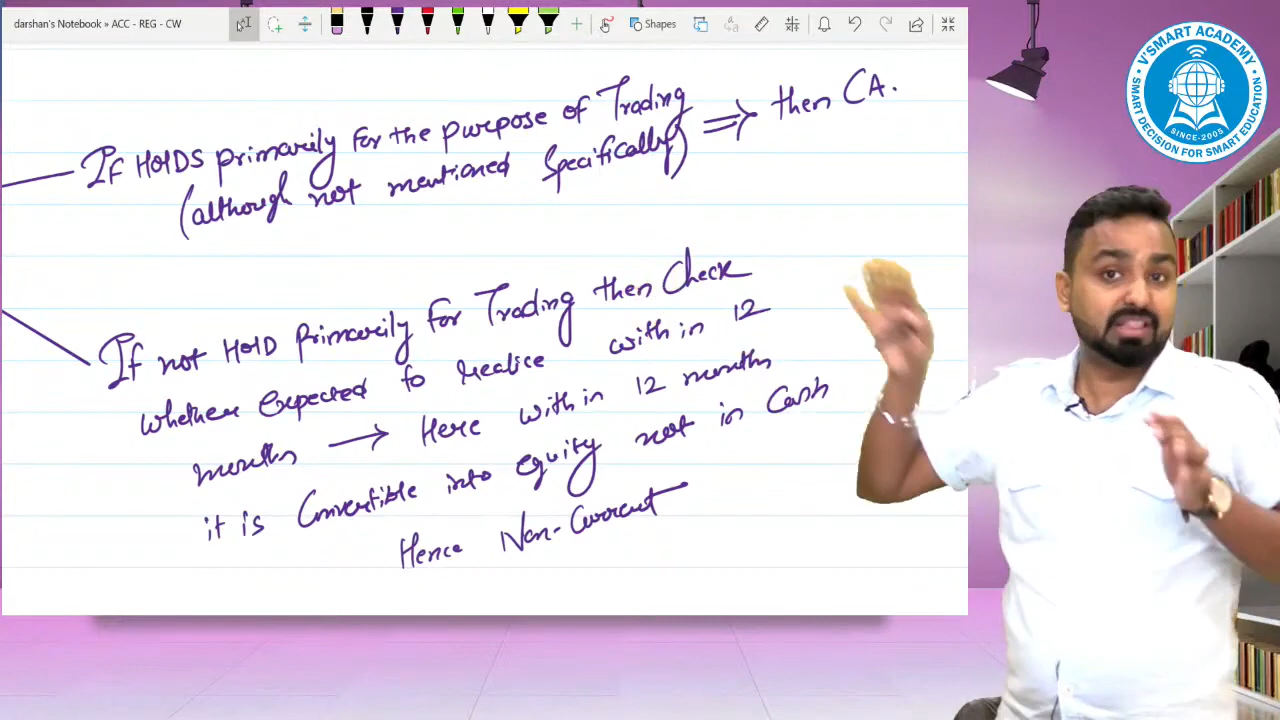 darshan's Notebook » ACC - REG - CW
Shapes
If HOlDS primarily for the purpose of Trading
(although not mentioned Specifically)
⇒ then CA.
If not HOlD Primarily for Trading then Check
whether Expected to realise with in 12
months → Here with in 12 months
it is Convertible into equity not in Cash
Hence Non-Current
V'SMART ACADEMY
SINCE-2005
SMART DECISION FOR SMART EDUCATION